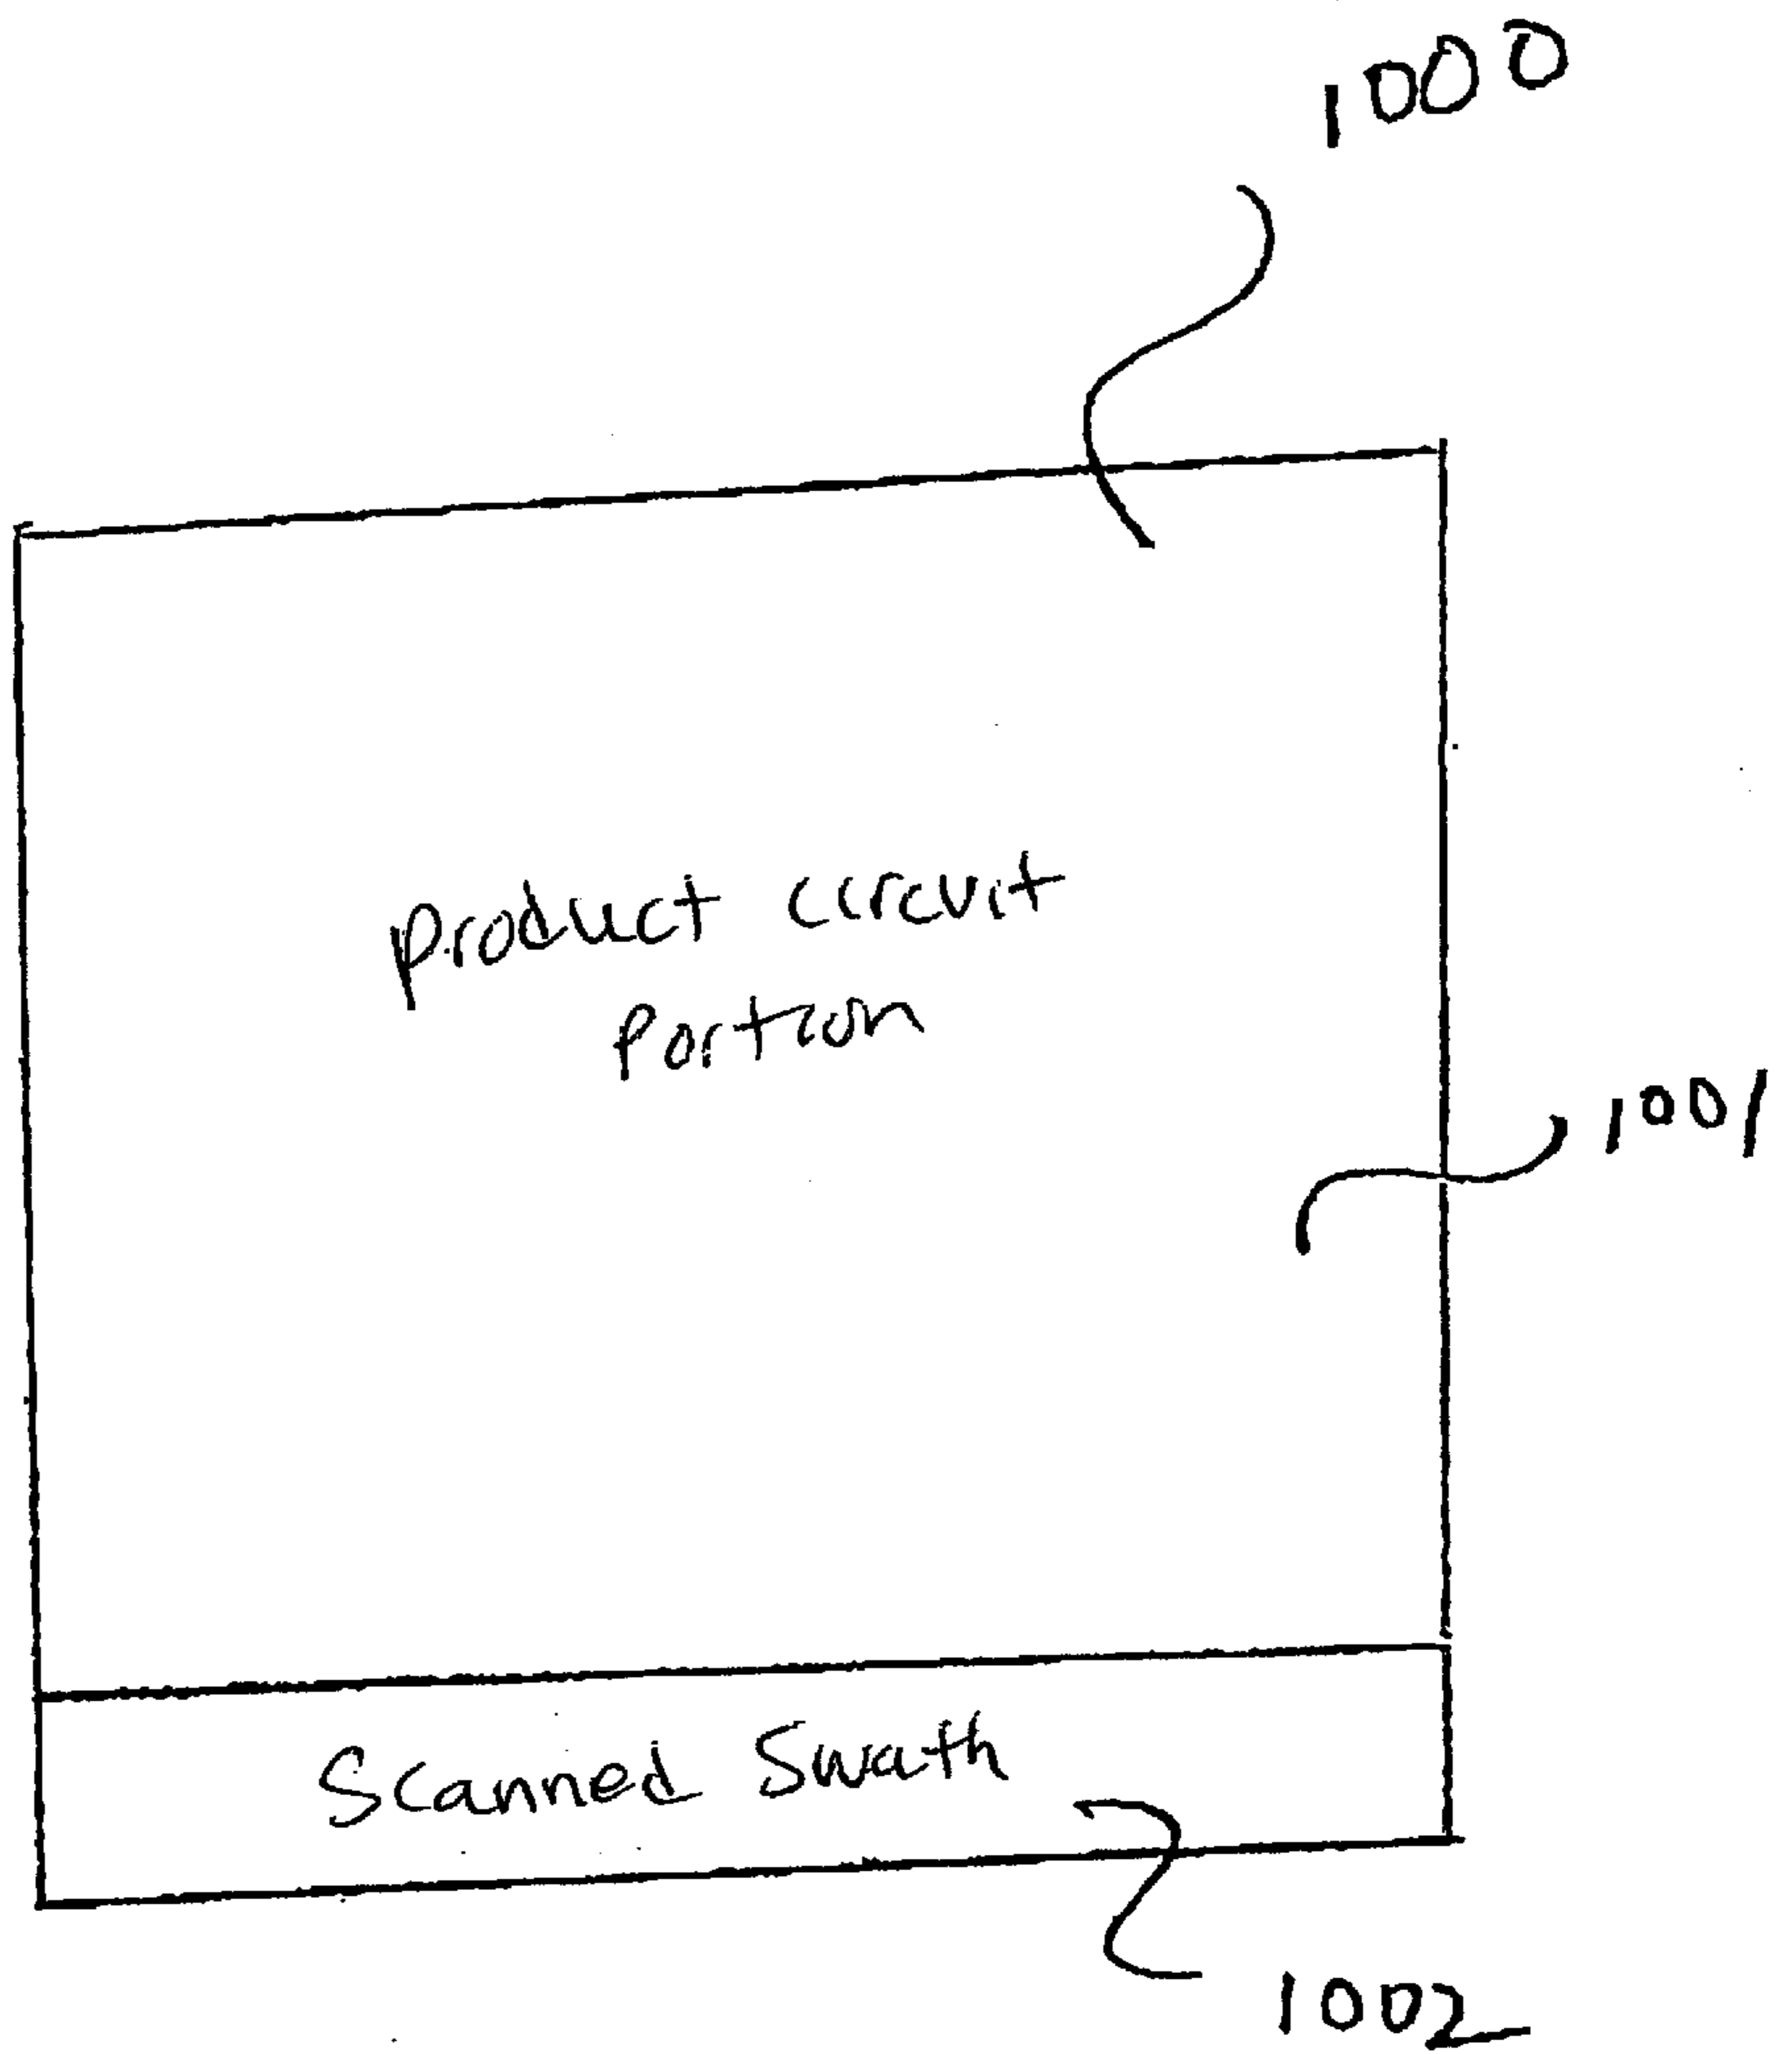 1000
product circuit
portion
1001
Scanned Swath
1002